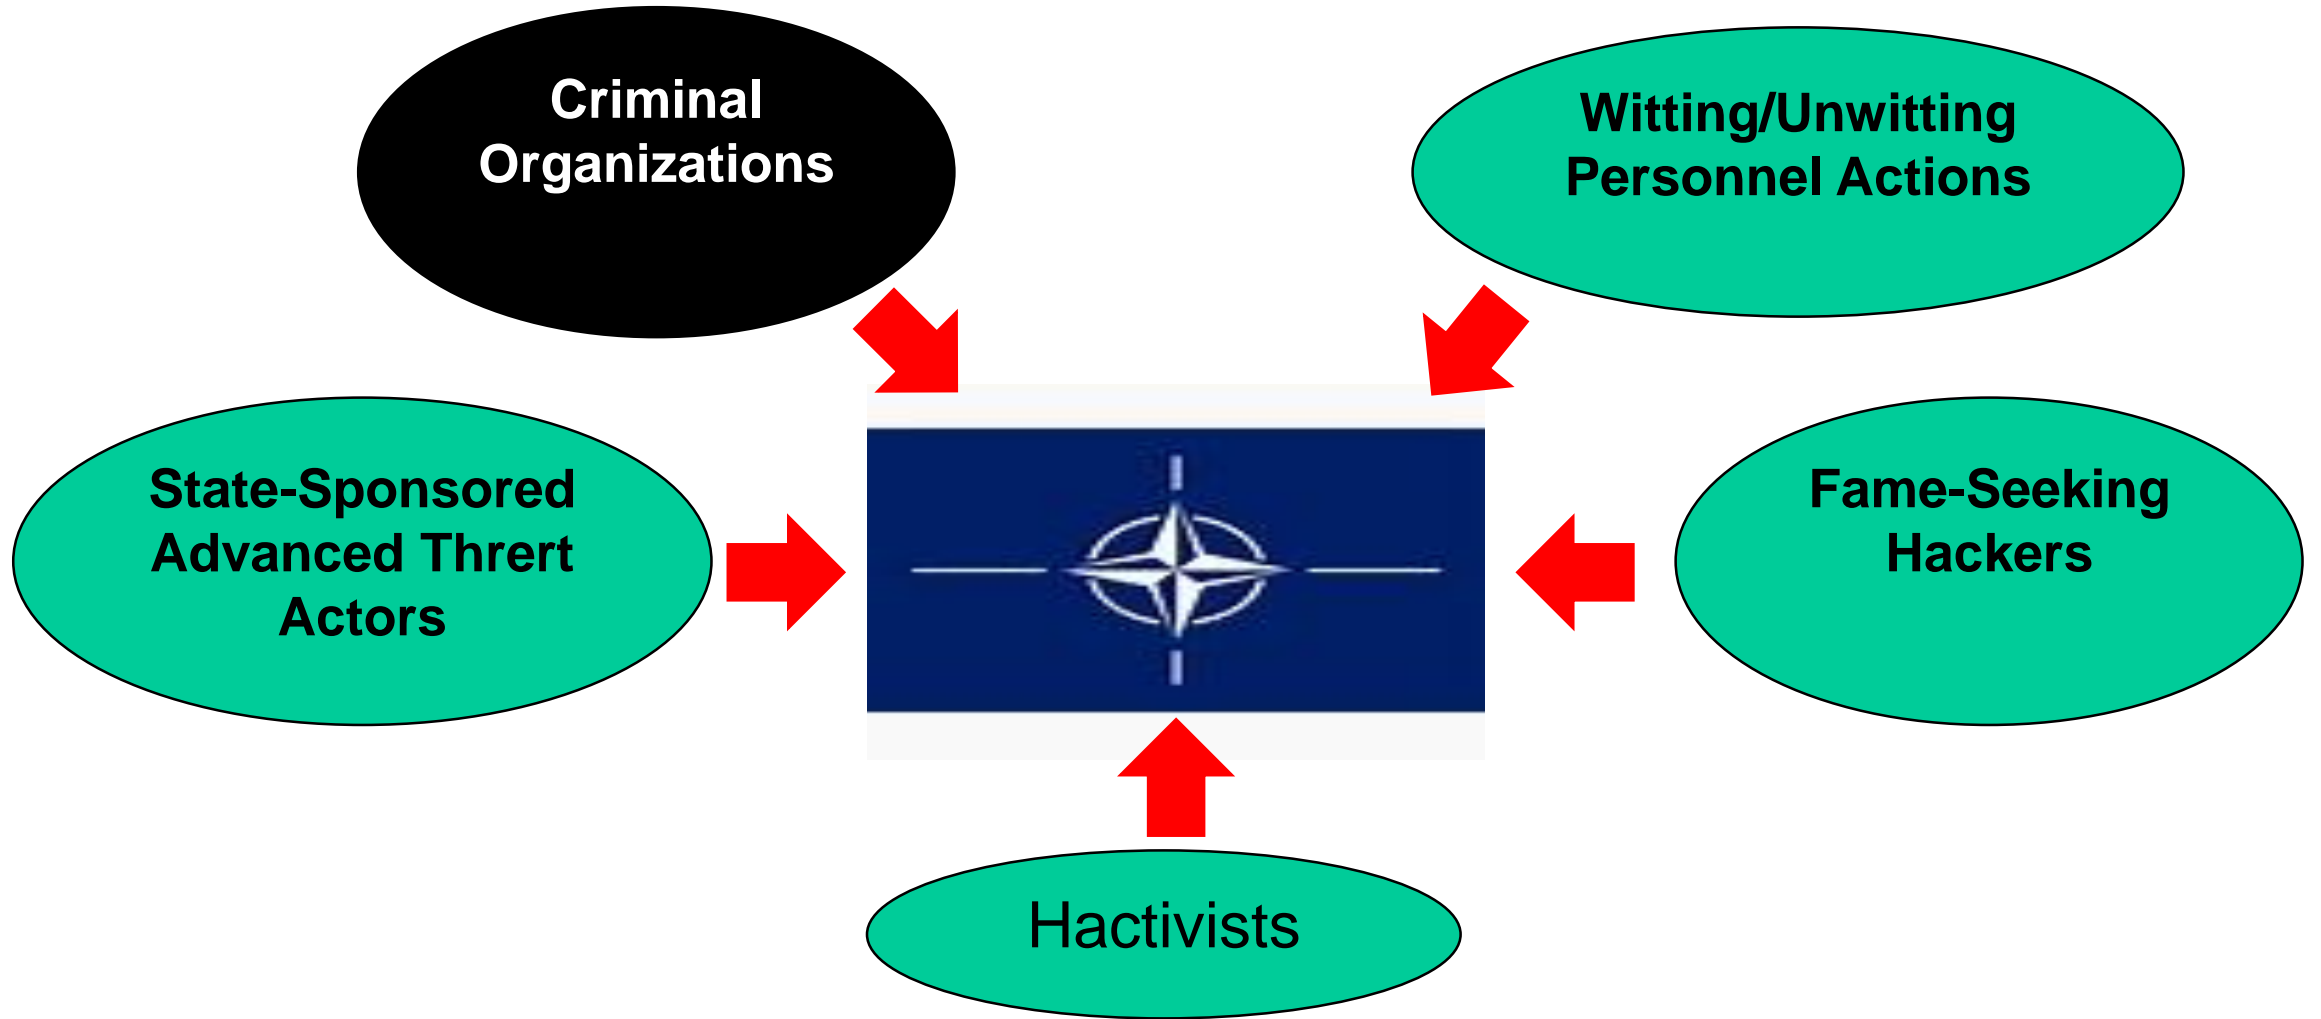 Criminal
Organizations
Witting/Unwitting
Personnel Actions
State-Sponsored
Advanced Thrert
Actors
Fame-Seeking
Hackers
Hactivists